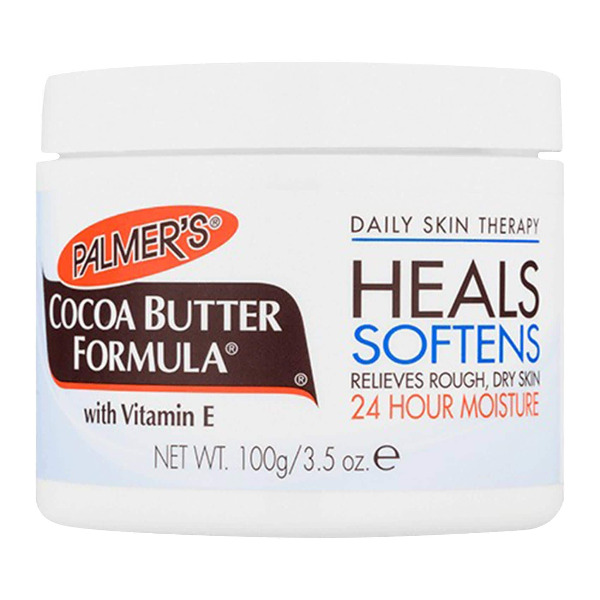 PALMER'S®
COCOA BUTTER
FORMULA®
®
with Vitamin E
DAILY SKIN THERAPY
HEALS
SOFTENS
RELIEVES ROUGH, DRY SKIN
24 HOUR MOISTURE
NET WT. 100g/3.5 oz. ℮